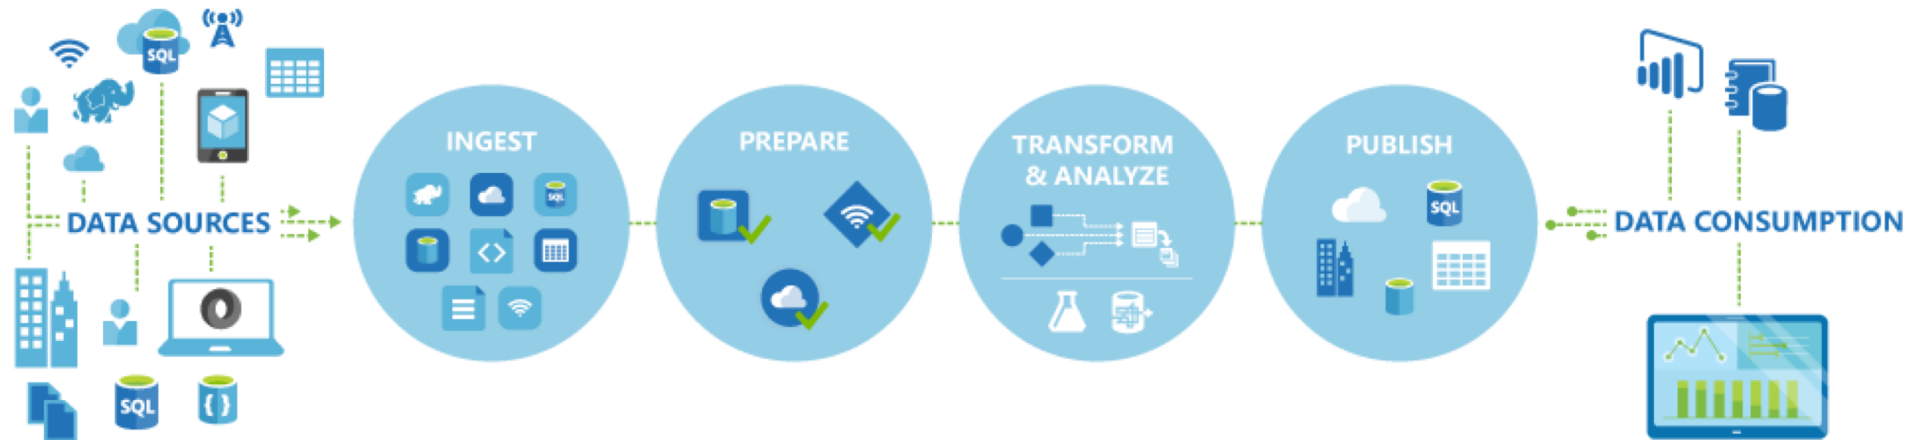 SQL
DATA SOURCES
SQL
{ }
INGEST
SQL
<>
PREPARE
TRANSFORM
& ANALYZE
PUBLISH
SQL
DATA CONSUMPTION